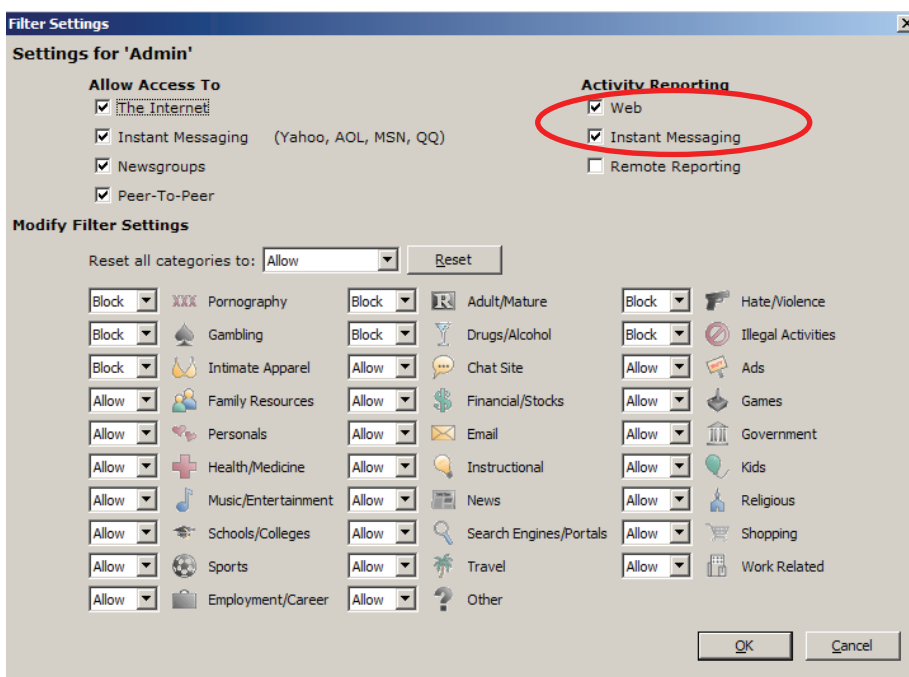 Filter Settings
Settings for 'Admin'
Allow Access To Activity Reporting
The Internet Web
Instant Messaging (Yahoo, AOL, MSN, QQ) Instant Messaging
Newsgroups Remote Reporting
Peer-To-Peer
Modify Filter Settings
Reset all categories to: Allow Reset
Block XXX Pornography Block R Adult/Mature Block Hate/Violence
Block Gambling Block Drugs/Alcohol Block Illegal Activities
Block Intimate Apparel Allow Chat Site Allow Ads
Allow Family Resources Allow $ Financial/Stocks Allow Games
Allow Personals Allow Email Allow Government
Allow Health/Medicine Allow Instructional Allow Kids
Allow Music/Entertainment Allow News Allow Religious
Allow Schools/Colleges Allow Search Engines/Portals Allow Shopping
Allow Sports Allow Travel Allow Work Related
Allow Employment/Career Allow ? Other
OK Cancel